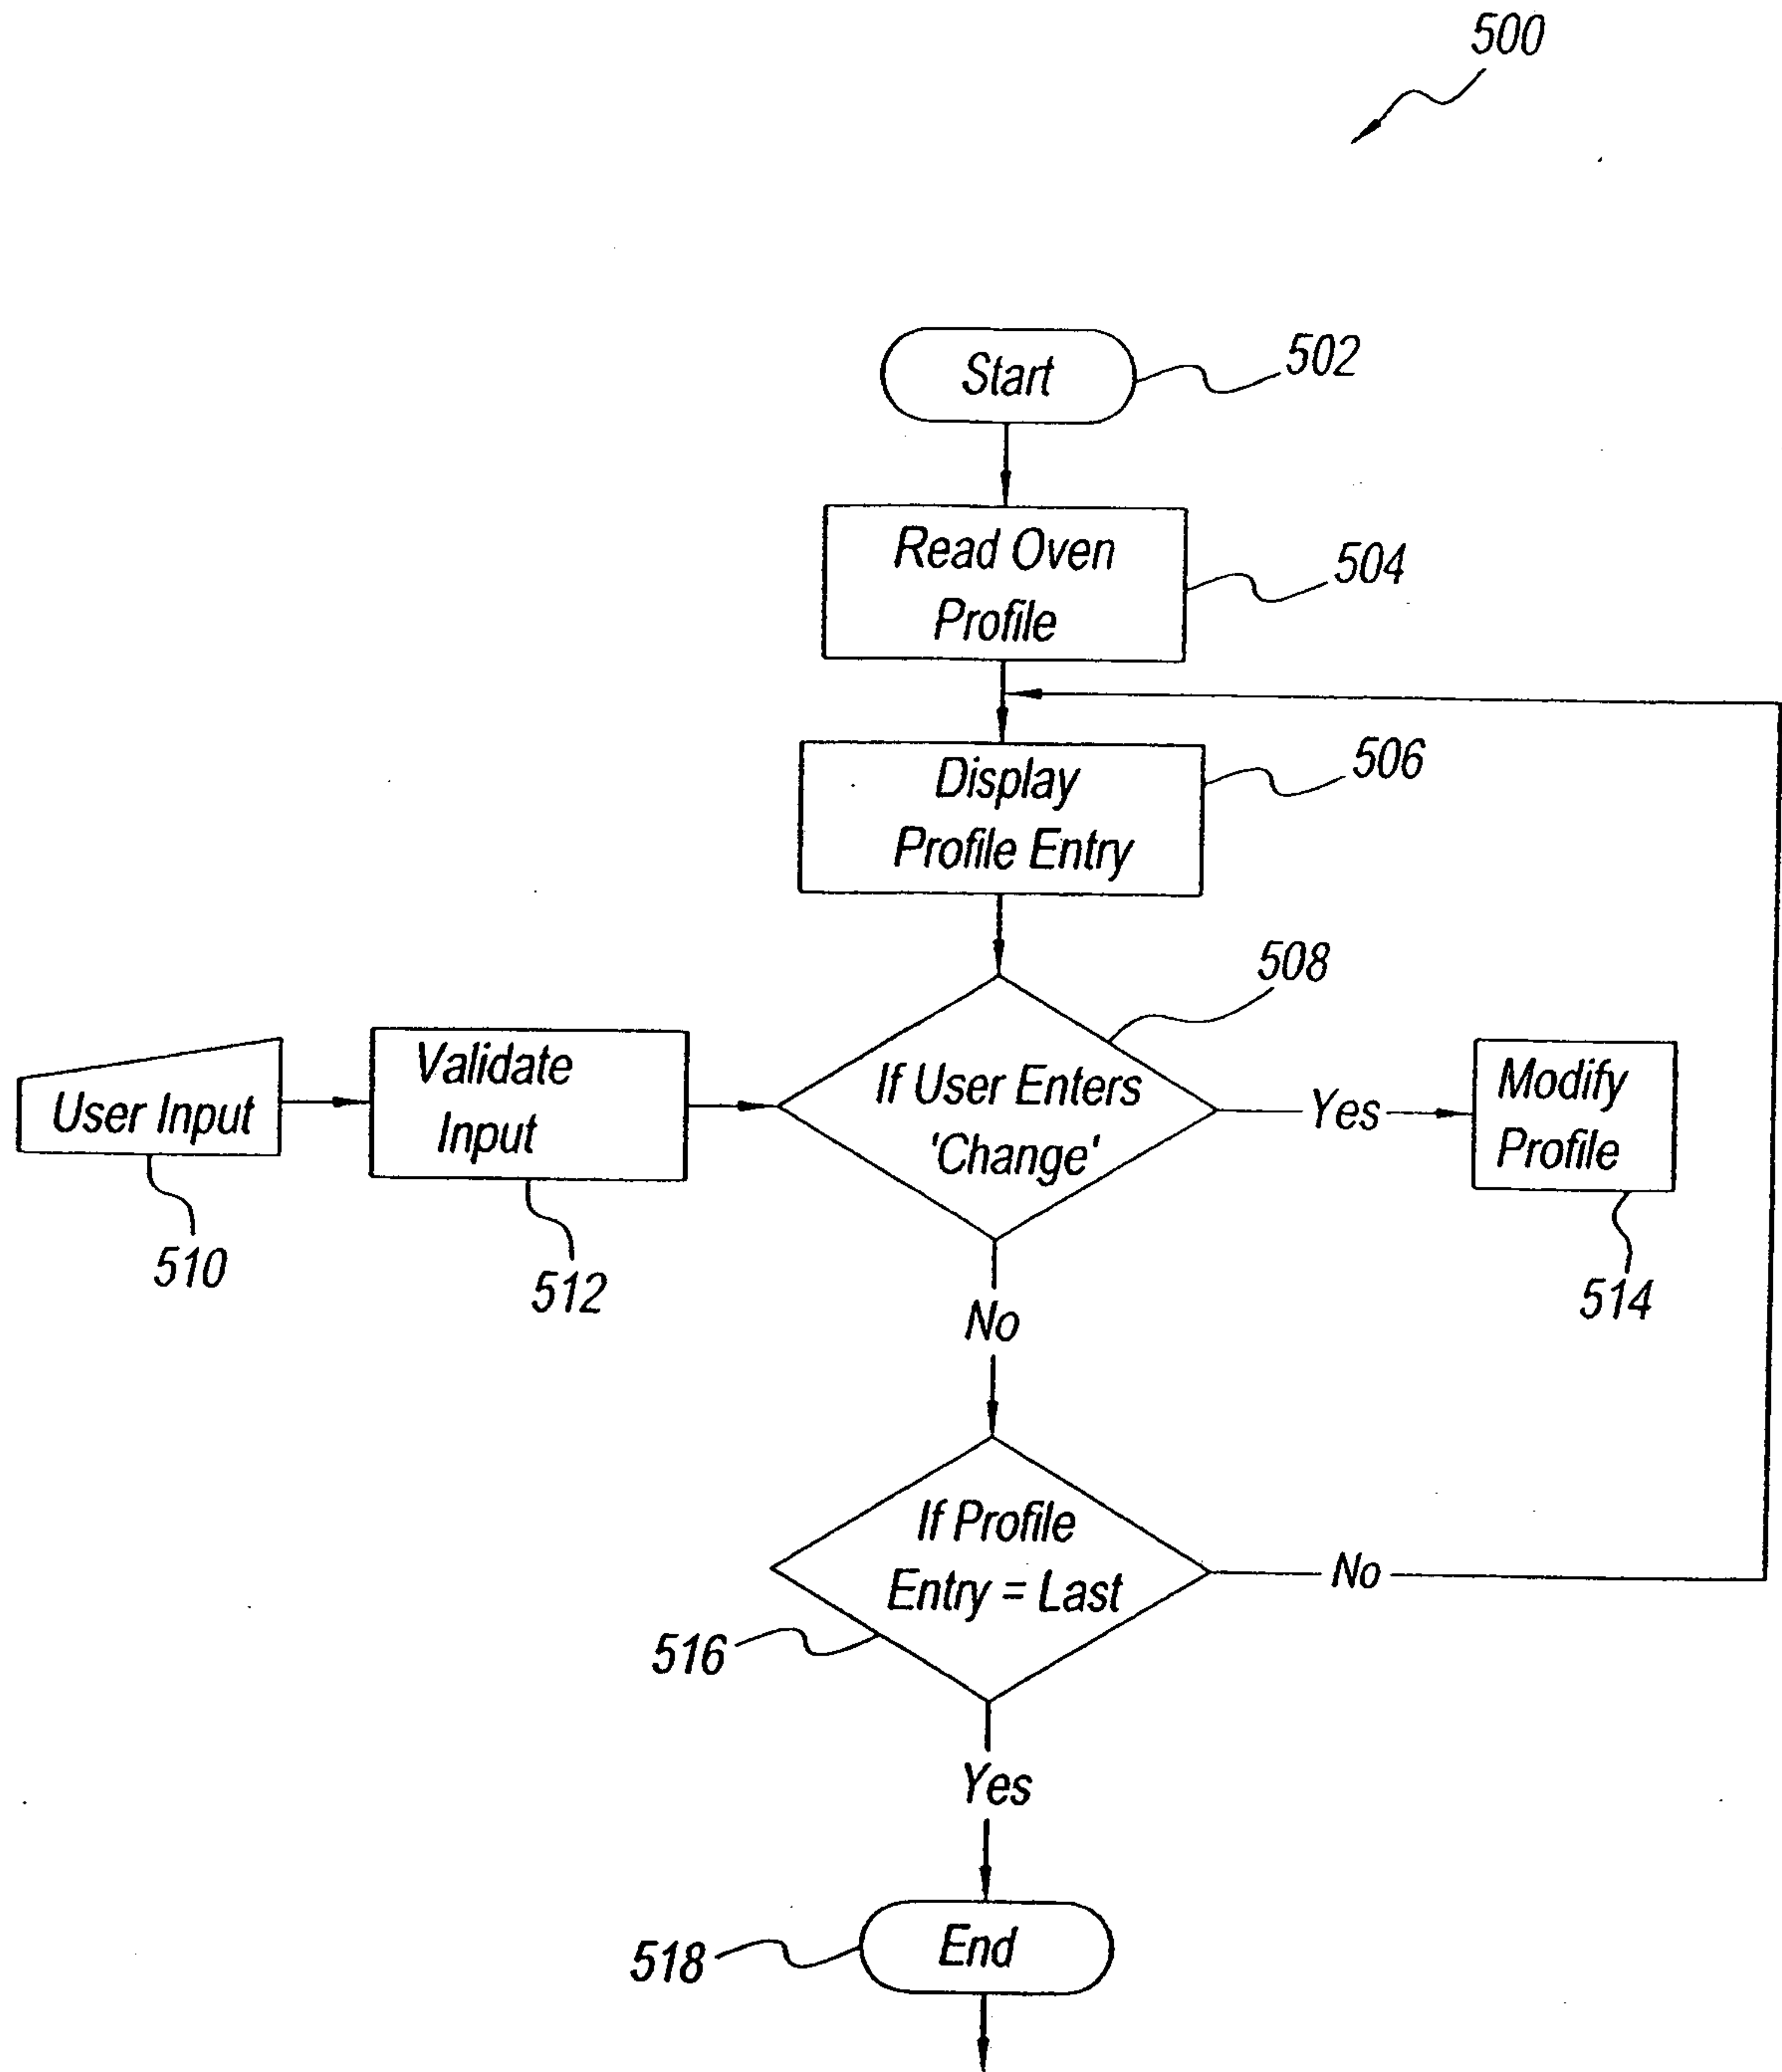 500
Start
502
Read Oven
Profile
504
Display
Profile Entry
506
508
User Input
510
Validate
Input
512
If User Enters
'Change'
Yes
Modify
Profile
514
No
If Profile
Entry = Last
No
516
Yes
End
518